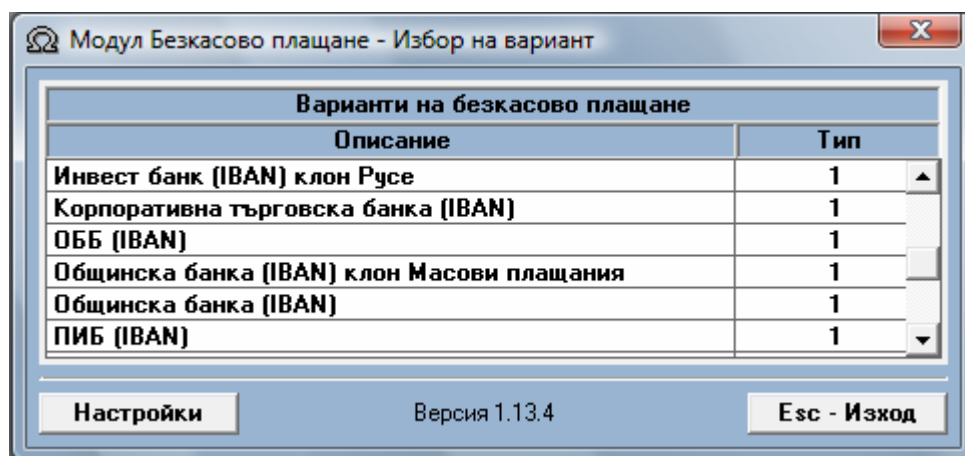 Модул Безкасово плащане - Избор на вариант
Варианти на безкасово плащане
Описание Тип
Инвест банк (IBAN) клон Русе 1
Корпоративна търговска банка (IBAN) 1
ОББ (IBAN) 1
Общинска банка (IBAN) клон Масови плащания 1
Общинска банка (IBAN) 1
ПИБ (IBAN) 1
Настройки Версия 1.13.4 Esc - Изход